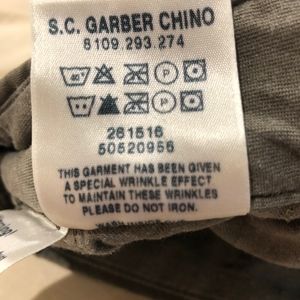 S.C. GARBER CHINO
8109.293.274
261516
50520956
THIS GARMENT HAS BEEN GIVEN
A SPECIAL WRINKLE EFFECT
TO MAINTAIN THESE WRINKLES
PLEASE DO NOT IRON.